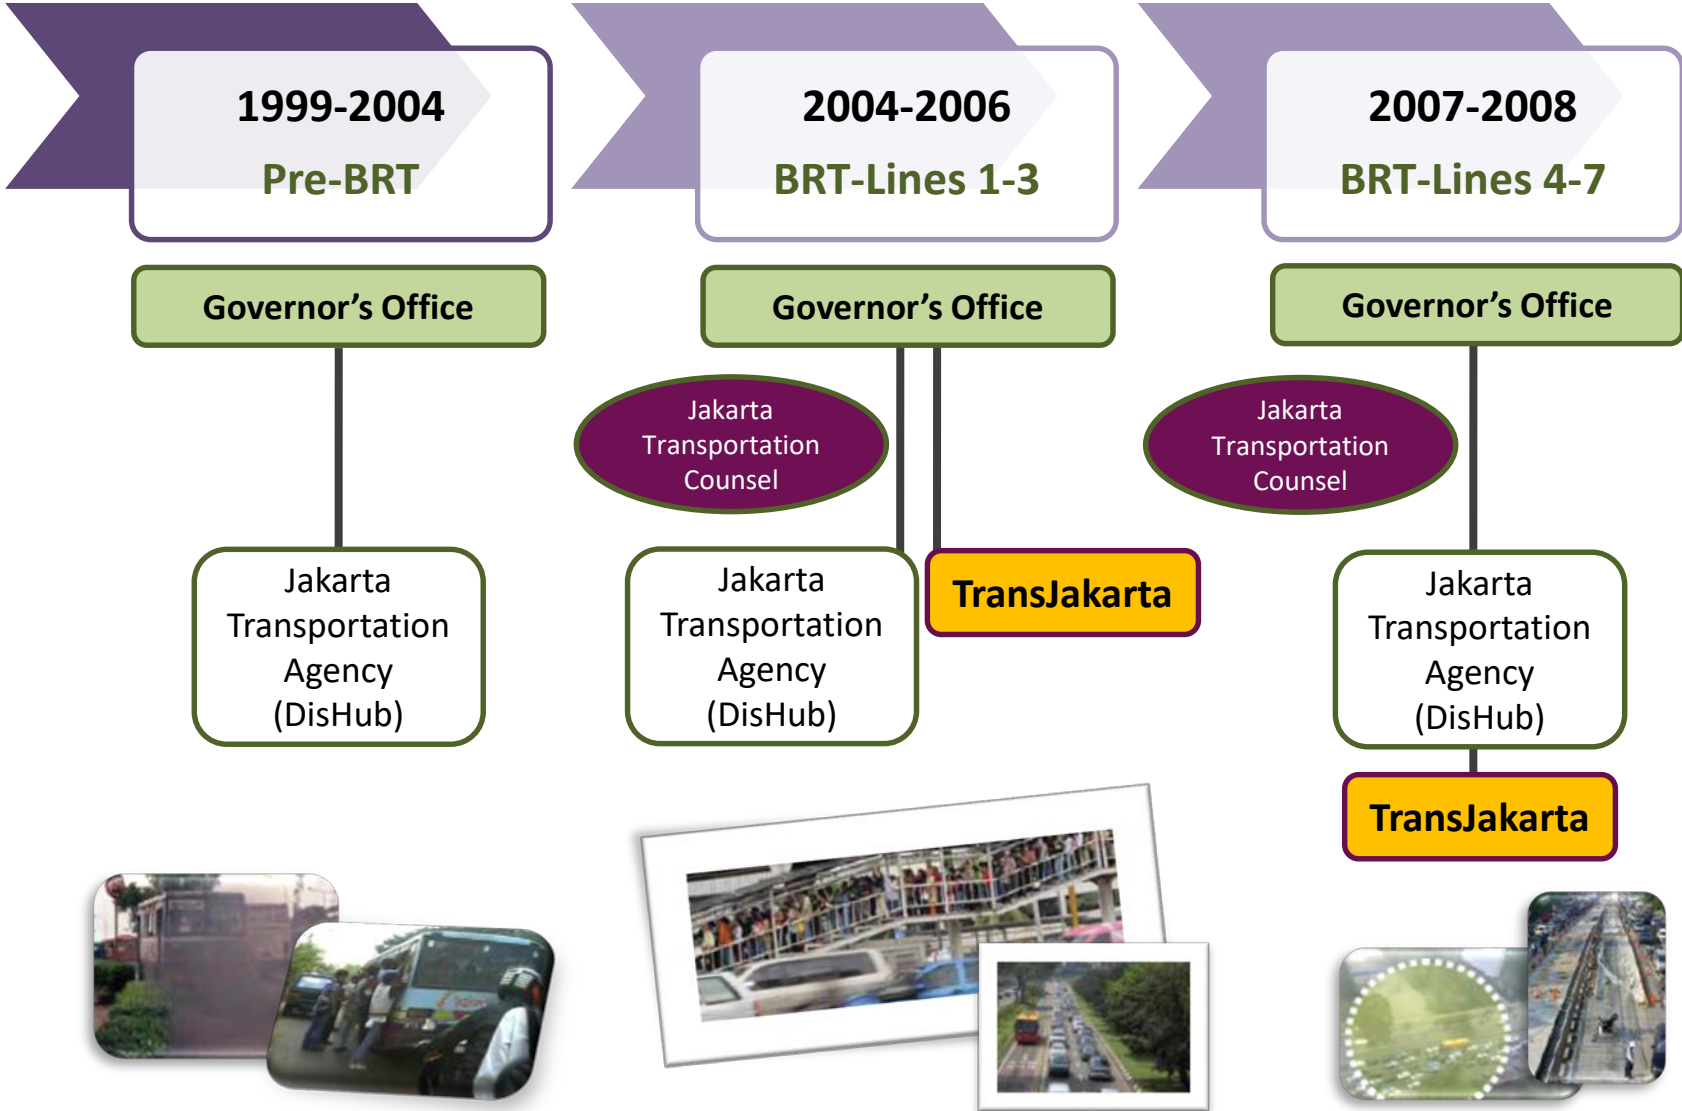 1999-2004
Pre-BRT
2004-2006
BRT-Lines 1-3
2007-2008
BRT-Lines 4-7
Governor’s Office
Governor’s Office
Governor’s Office
Jakarta
Transportation
Counsel
Jakarta
Transportation
Counsel
Jakarta
Transportation
Agency
(DisHub)
Jakarta
Transportation
Agency
(DisHub)
TransJakarta
Jakarta
Transportation
Agency
(DisHub)
TransJakarta